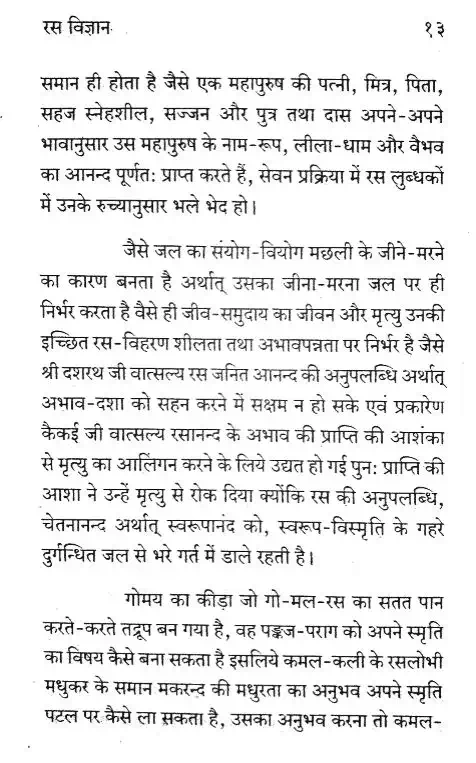 रस विज्ञान १३
समान ही होता है जैसे एक महापुरुष की पत्नी, मित्र, पिता,
सहज स्नेहशील, सज्जन और पुत्र तथा दास अपने-अपने
भावानुसार उस महापुरुष के नाम-रूप, लीला-धाम और वैभव
का आनन्द पूर्णतः प्राप्त करते हैं, सेवन प्रक्रिया में रस लुब्धकों
में उनके रुच्यानुसार भले भेद हो।
जैसे जल का संयोग-वियोग मछली के जीने-मरने
का कारण बनता है अर्थात् उसका जीना-मरना जल पर ही
निर्भर करता है वैसे ही जीव-समुदाय का जीवन और मृत्यु उनकी
इच्छित रस-विहरण शीलता तथा अभावपन्नता पर निर्भर है जैसे
श्री दशरथ जी वात्सल्य रस जनित आनन्द की अनुपलब्धि अर्थात्
अभाव-दशा को सहन करने में सक्षम न हो सके एवं प्रकारेण
कैकई जी वात्सल्य रसानन्द के अभाव की प्राप्ति की आशंका
से मृत्यु का आलिंगन करने के लिये उद्यत हो गई पुनः प्राप्ति की
आशा ने उन्हें मृत्यु से रोक दिया क्योंकि रस की अनुपलब्धि,
चेतनानन्द अर्थात् स्वरूपानंद को, स्वरूप-विस्मृति के गहरे
दुर्गन्धित जल से भरे गर्त में डाले रहती है।
गोमय का कीड़ा जो गो-मल-रस का सतत पान
करते-करते तद्रूप बन गया है, वह पङ्कज-पराग को अपने स्मृति
का विषय कैसे बना सकता है इसलिये कमल-कली के रसलोभी
मधुकर के समान मकरन्द की मधुरता का अनुभव अपने स्मृति
पटल पर कैसे ला सकता है, उसका अनुभव करना तो कमल-